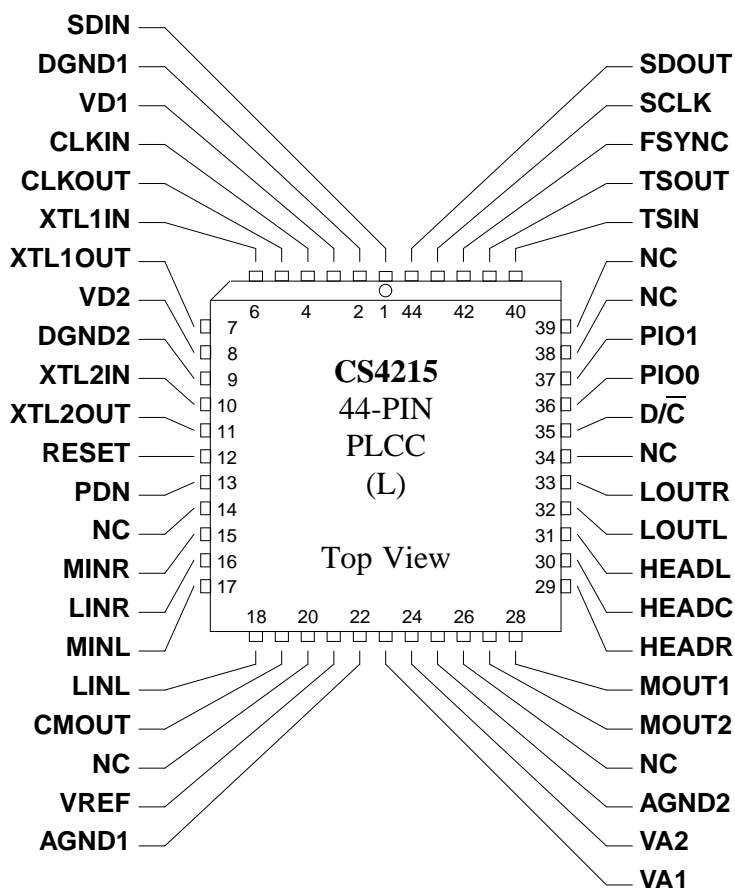 SDIN
DGND1
VD1
CLKIN
CLKOUT
XTL1IN
XTL1OUT
VD2
DGND2
XTL2IN
XTL2OUT
RESET
PDN
NC
MINR
LINR
MINL
LINL
CMOUT
NC
VREF
AGND1
SDOUT
SCLK
FSYNC
TSOUT
TSIN
NC
NC
PIO1
PIO0
D/C̅
NC
LOUTR
LOUTL
HEADL
HEADC
HEADR
MOUT1
MOUT2
NC
AGND2
VA2
VA1
6 4 2 1 44 42 40
7
8
9
10
11
12
13
14
15
16
17
18 20 22 24 26 28
39
38
37
36
35
34
33
32
31
30
29
CS4215
44-PIN
PLCC
(L)
Top View